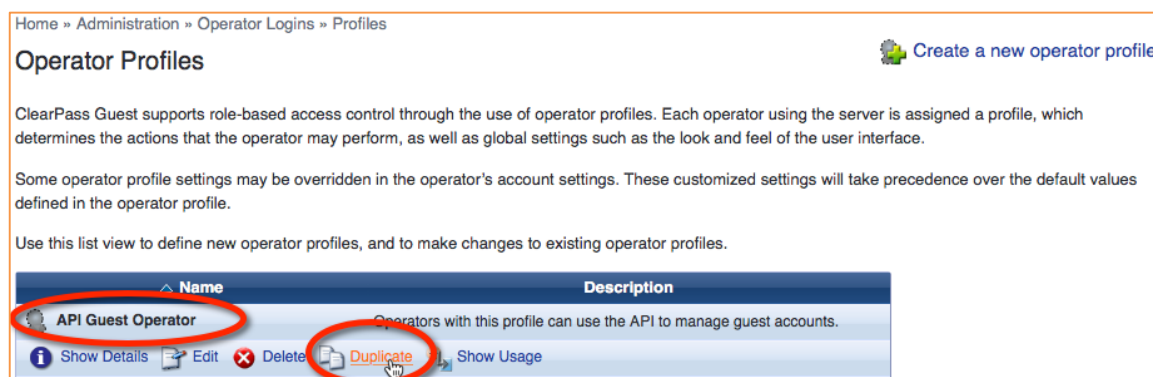 Home » Administration » Operator Logins » Profiles
Operator Profiles
Create a new operator profile
ClearPass Guest supports role-based access control through the use of operator profiles. Each operator using the server is assigned a profile, which
determines the actions that the operator may perform, as well as global settings such as the look and feel of the user interface.
Some operator profile settings may be overridden in the operator's account settings. These customized settings will take precedence over the default values
defined in the operator profile.
Use this list view to define new operator profiles, and to make changes to existing operator profiles.
Name Description
API Guest Operator Operators with this profile can use the API to manage guest accounts.
Show Details Edit Delete Duplicate Show Usage